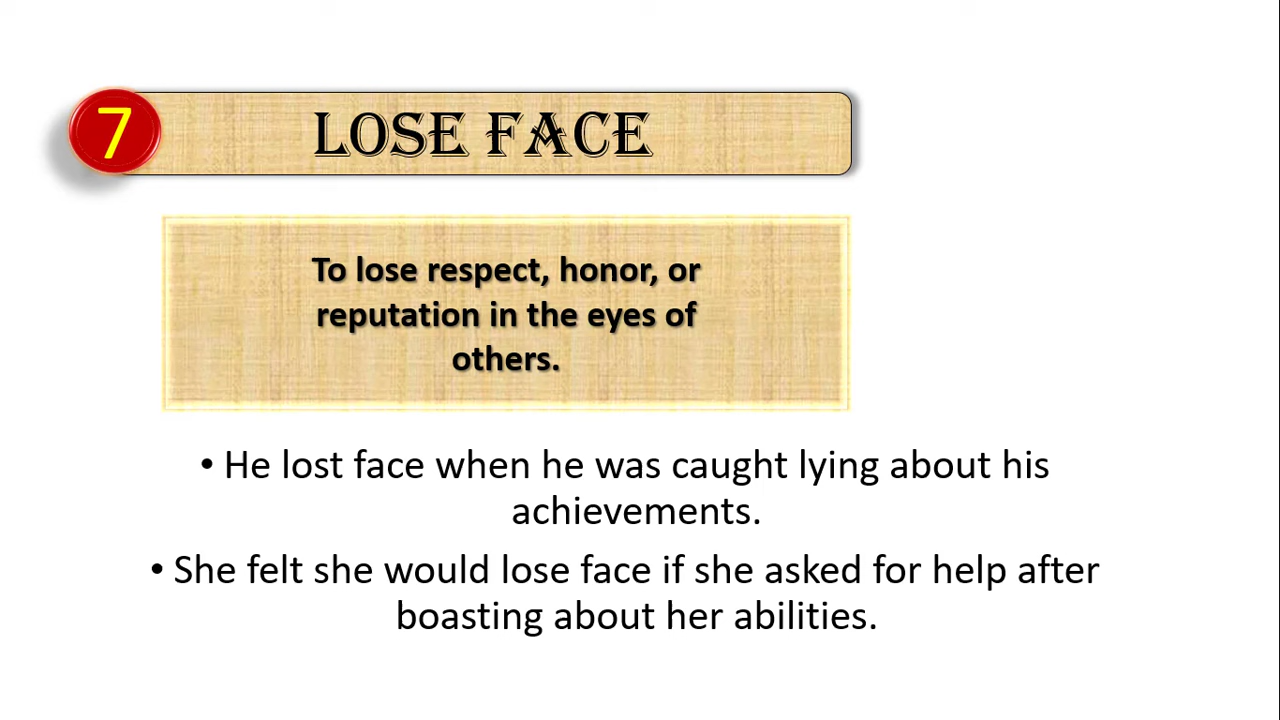 7
LOSE FACE
To lose respect, honor, or
reputation in the eyes of
others.
• He lost face when he was caught lying about his
achievements.
• She felt she would lose face if she asked for help after
boasting about her abilities.